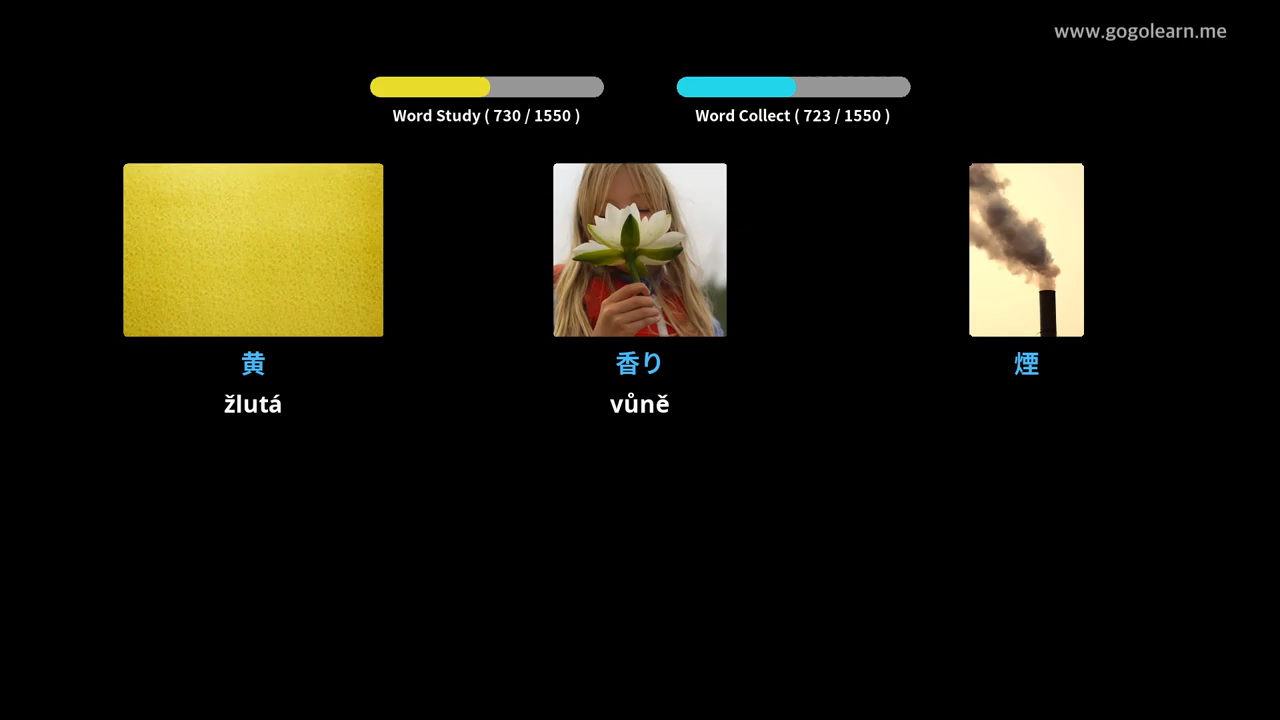 www.gogolearn.me
Word Study ( 730 / 1550 )
Word Collect ( 723 / 1550 )
黄
香り
煙
žlutá
vůně